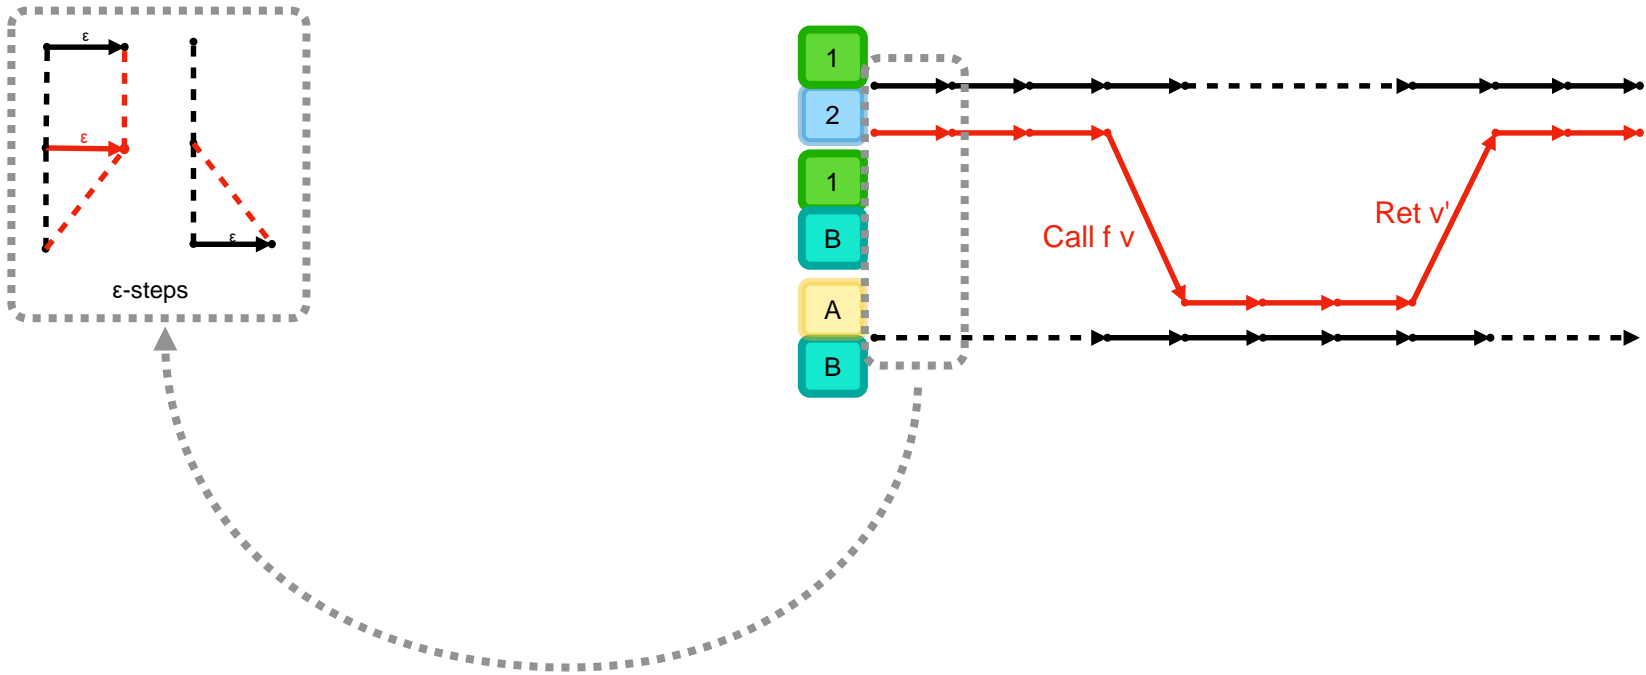 ε
ε
ε
ε-steps
1
2
1
B
A
B
Call f v
Ret v'